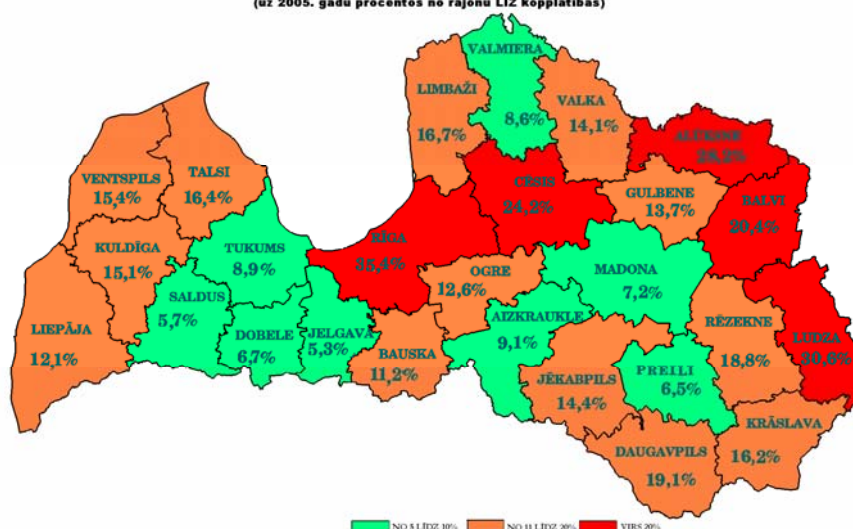 (uz 2005. gadu procentos no rajonu LIZ kopplatības)
VALMIERA
8,6%
LIMBAŽI
16,7%
VALKA
14,1%
ALŪKSNE
28,2%
VENTSPILS
15,4%
TALSI
16,4%
CĒSIS
24,2%
GULBENE
13,7%
BALVI
20,4%
KULDĪGA
15,1%
TUKUMS
8,9%
RĪGA
35,4%
OGRE
12,6%
MADONA
7,2%
SALDUS
5,7%
LIEPĀJA
12,1%
DOBELE
6,7%
JELGAVA
5,3%
BAUSKA
11,2%
AIZKRAUKLE
9,1%
RĒZEKNE
18,8%
LUDZA
30,6%
JĒKABPILS
14,4%
PREIĻI
6,5%
KRĀSLAVA
16,2%
DAUGAVPILS
19,1%
NO 5 LĪDZ 10% NO 11 LĪDZ 20% VIRS 20%